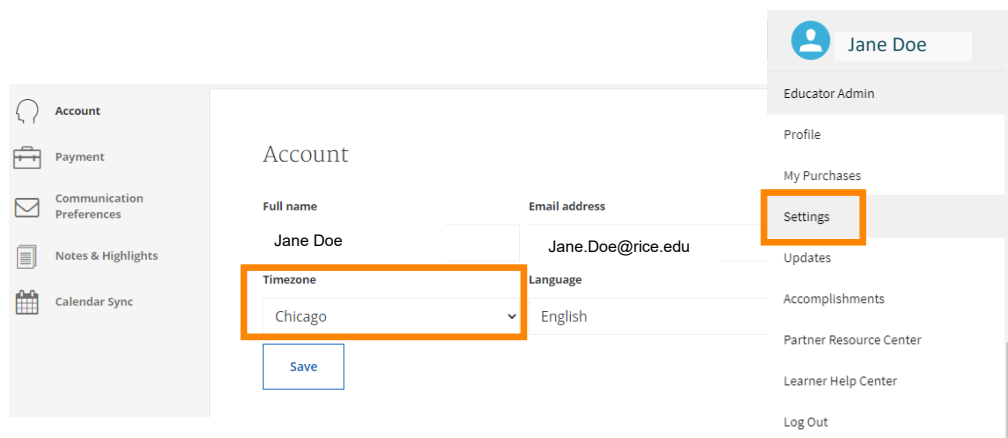 Jane Doe
Educator Admin
Profile
My Purchases
Settings
Updates
Accomplishments
Partner Resource Center
Learner Help Center
Log Out
Account
Payment
Communication
Preferences
Notes & Highlights
Calendar Sync
Account
Full name
Jane Doe
Email address
Jane.Doe@rice.edu
Timezone
Chicago
Language
English
Save